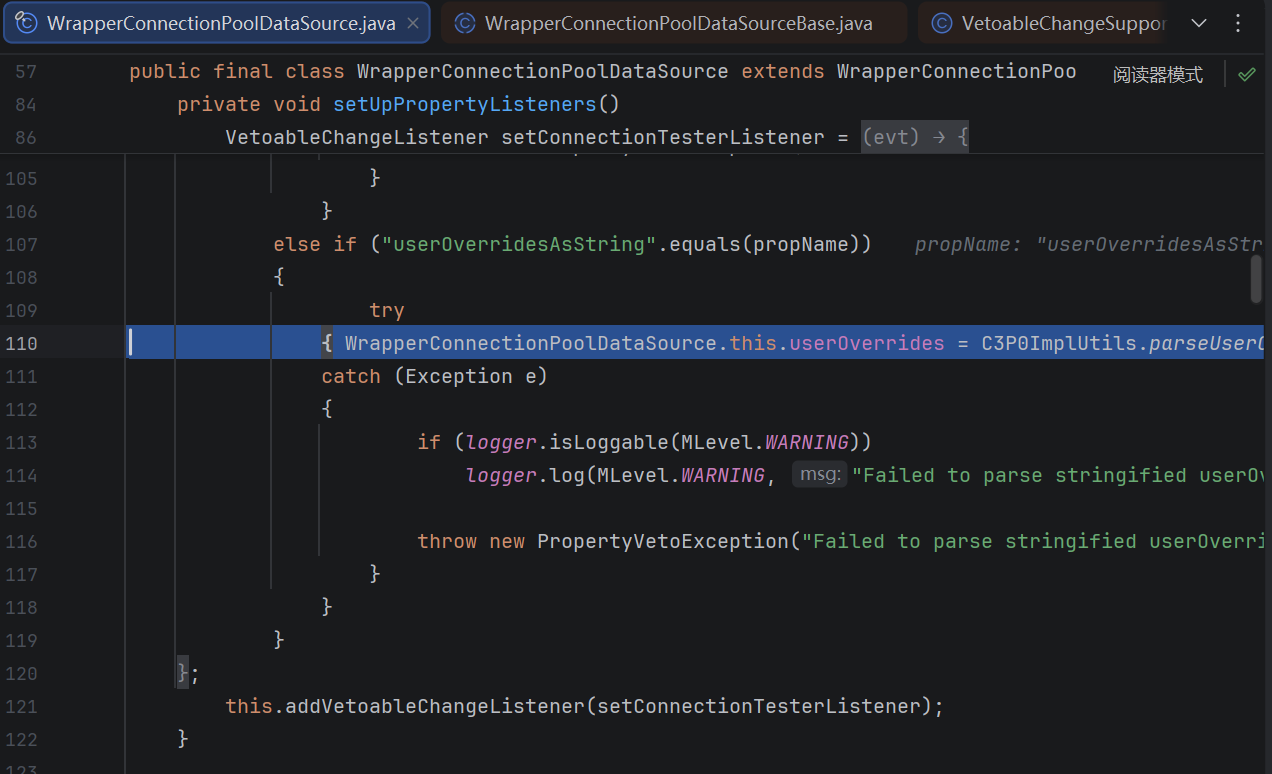 WrapperConnectionPoolDataSource.java
WrapperConnectionPoolDataSourceBase.java
VetoableChangeSuppor
57 public final class WrapperConnectionPoolDataSource extends WrapperConnectionPoo 阅读器模式
84 private void setUpPropertyListeners()
86 VetoableChangeListener setConnectionTesterListener = (evt) → {
105 }
106 }
107 else if ("userOverridesAsString".equals(propName)) propName: "userOverridesAsStr
108 {
109 try
110 { WrapperConnectionPoolDataSource.this.userOverrides = C3P0ImplUtils.parseUserO
111 catch (Exception e)
112 {
113 if (logger.isLoggable(MLevel.WARNING))
114 logger.log(MLevel.WARNING, msg: "Failed to parse stringified userOv
115
116 throw new PropertyVetoException("Failed to parse stringified userOverri
117 }
118 }
119 }
120 };
121 this.addVetoableChangeListener(setConnectionTesterListener);
122 }
123